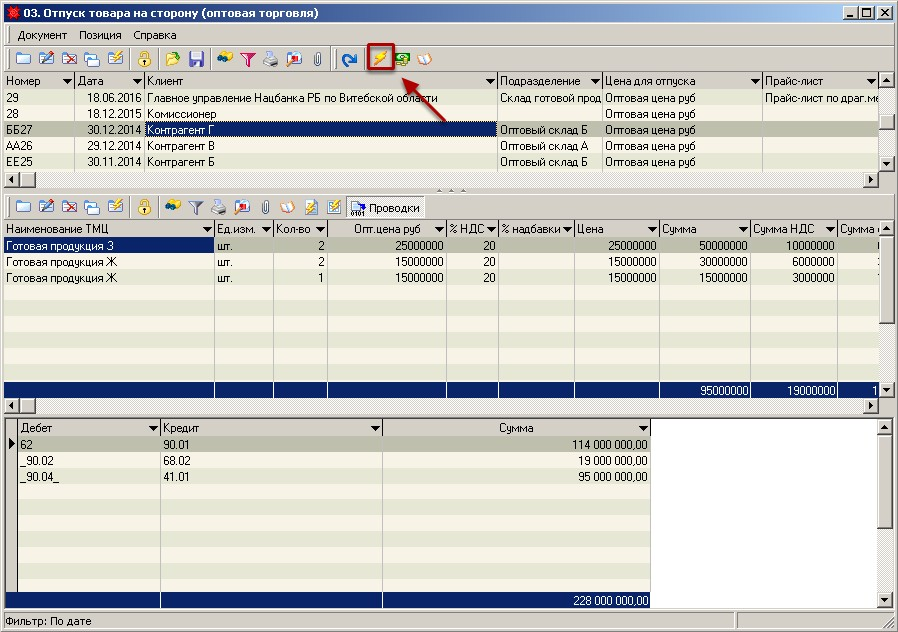 03. Отпуск товара на сторону (оптовая торговля)
Документ Позиция Справка
Номер Дата Клиент Подразделение Цена для отпуска Прайс-лист
29 18.06.2016 Главное управление Нацбанка РБ по Витебской области Склад готовой прод Оптовая цена руб Прайс-лист по драг.ме
28 18.12.2015 Комиссионер Оптовая цена руб
ББ27 30.12.2014 Контрагент Г Оптовый склад Б Оптовая цена руб
АА26 29.12.2014 Контрагент В Оптовый склад А Оптовая цена руб
ЕЕ25 30.11.2014 Контрагент Б Оптовый склад Б Оптовая цена руб
0101 Проводки
Наименование ТМЦ Ед.изм. Кол-во Опт.цена руб % НДС % надбавки Цена Сумма Сумма НДС Сумма
Готовая продукция З шт. 2 25000000 20 25000000 50000000 10000000
Готовая продукция Ж шт. 2 15000000 20 15000000 30000000 6000000
Готовая продукция Ж шт. 1 15000000 20 15000000 15000000 3000000
95000000 19000000 1
Дебет Кредит Сумма
62 90.01 114 000 000,00
_90.02 68.02 19 000 000,00
_90.04_ 41.01 95 000 000,00
228 000 000,00
Фильтр: По дате